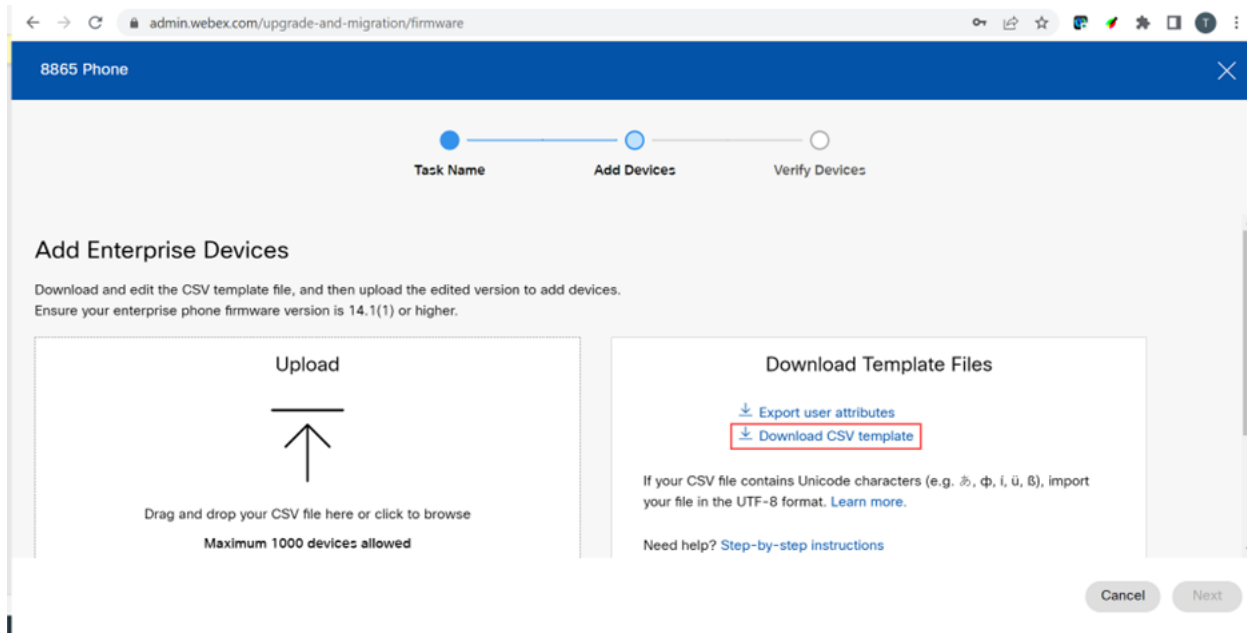 admin.webex.com/upgrade-and-migration/firmware
T
8865 Phone
Task Name
Add Devices
Verify Devices
Add Enterprise Devices
Download and edit the CSV template file, and then upload the edited version to add devices.
Ensure your enterprise phone firmware version is 14.1(1) or higher.
Upload
Drag and drop your CSV file here or click to browse
Maximum 1000 devices allowed
Download Template Files
Export user attributes
Download CSV template
If your CSV file contains Unicode characters (e.g. あ, ф, í, ü, ß), import
your file in the UTF-8 format. Learn more.
Need help? Step-by-step instructions
Cancel
Next